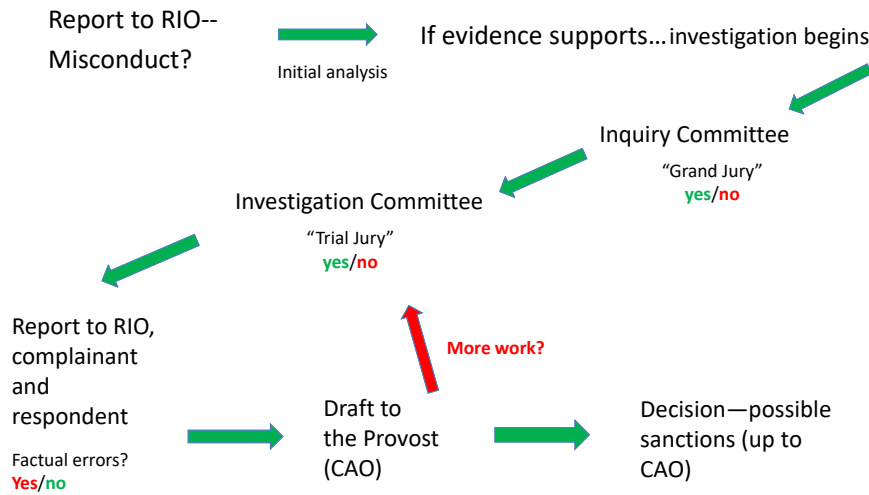 Report to RIO--
Misconduct?
Initial analysis
If evidence supports…investigation begins
Inquiry Committee
“Grand Jury”
yes/no
Investigation Committee
“Trial Jury”
yes/no
Report to RIO,
complainant
and
respondent
Factual errors?
Yes/no
More work?
Draft to
the Provost
(CAO)
Decision—possible
sanctions (up to
CAO)